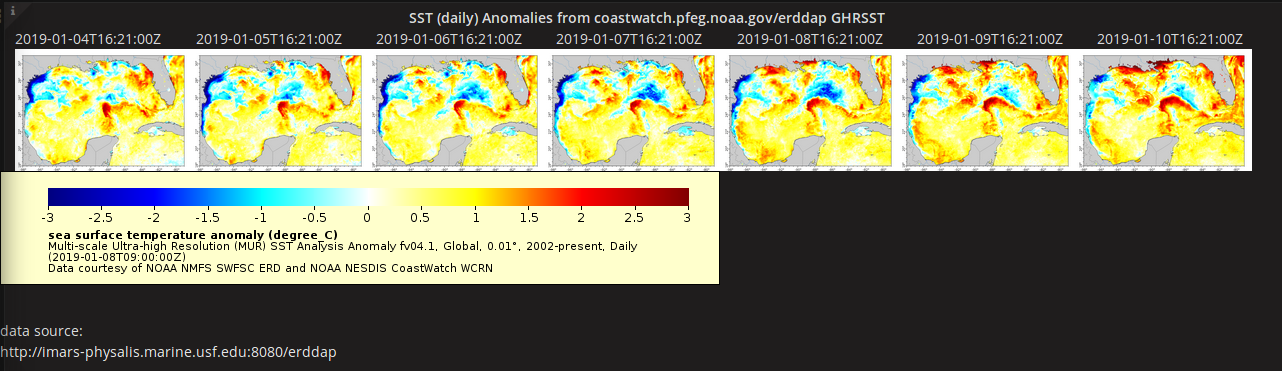 i
SST (daily) Anomalies from coastwatch.pfeg.noaa.gov/erddap GHRSST
2019-01-04T16:21:00Z 2019-01-05T16:21:00Z 2019-01-06T16:21:00Z 2019-01-07T16:21:00Z 2019-01-08T16:21:00Z 2019-01-09T16:21:00Z 2019-01-10T16:21:00Z
-3 -2.5 -2 -1.5 -1 -0.5 0 0.5 1 1.5 2 2.5 3
sea surface temperature anomaly (degree_C)
Multi-scale Ultra-high Resolution (MUR) SST Analysis Anomaly fv04.1, Global, 0.01°, 2002-present, Daily
(2019-01-08T09:00:00Z)
Data courtesy of NOAA NMFS SWFSC ERD and NOAA NESDIS CoastWatch WCRN
data source:
http://imars-physalis.marine.usf.edu:8080/erddap